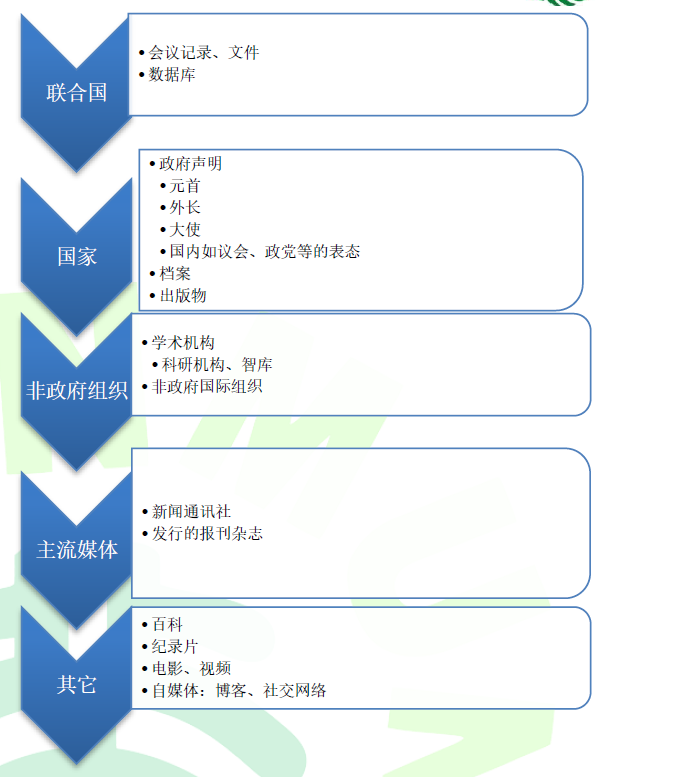 联合国
•会议记录、文件
•数据库
国家
•政府声明
•元首
•外长
•大使
•国内如议会、政党等的表态
•档案
•出版物
非政府组织
•学术机构
•科研机构、智库
•非政府国际组织
主流媒体
•新闻通讯社
•发行的报刊杂志
其它
•百科
•纪录片
•电影、视频
•自媒体：博客、社交网络